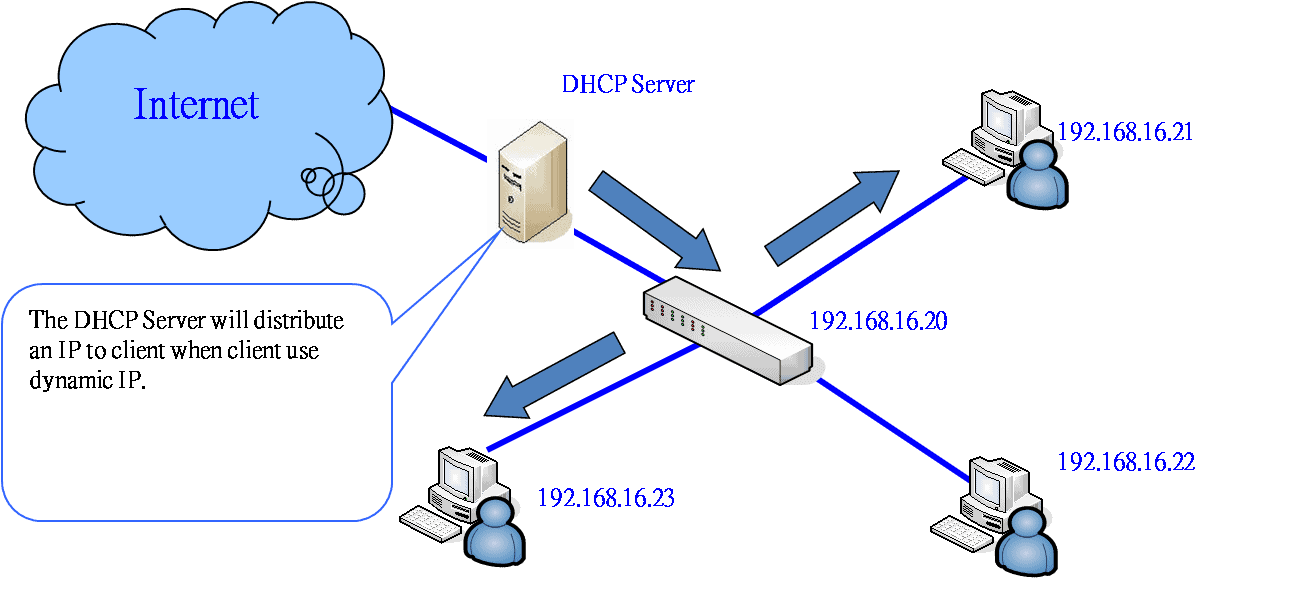 Internet
DHCP Server
192.168.16.21
The DHCP Server will distribute
an IP to client when client use
dynamic IP.
192.168.16.20
192.168.16.22
192.168.16.23